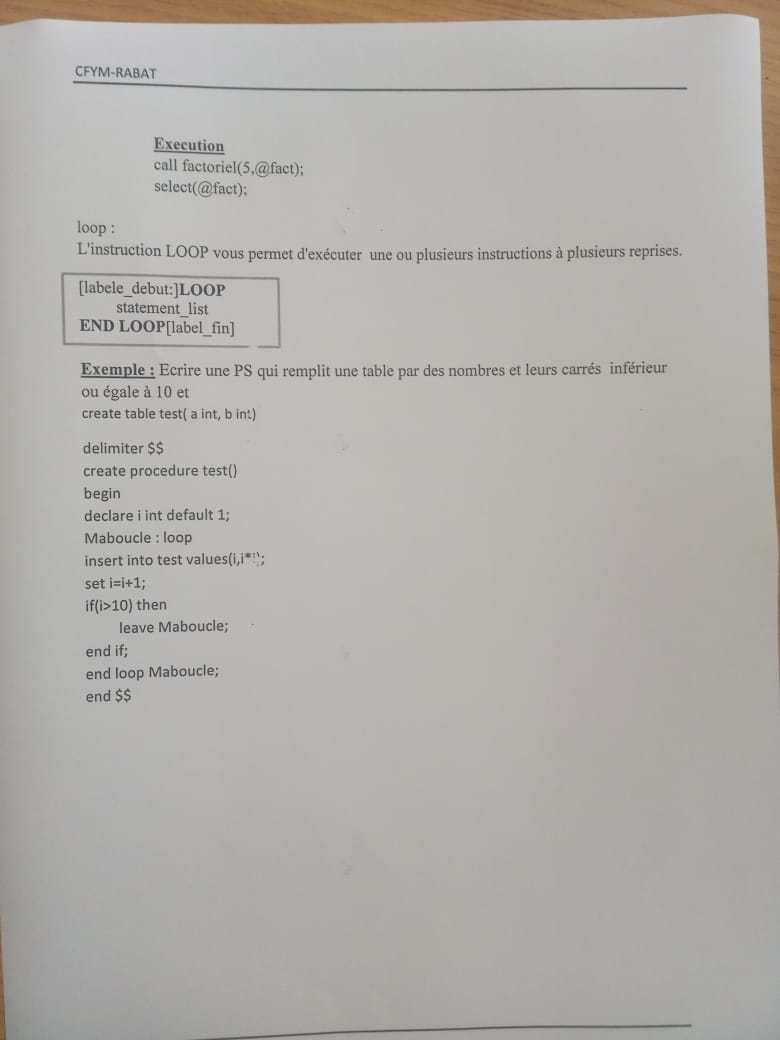 CFYM-RABAT
Execution
call factoriel(5,@fact);
select(@fact);
loop :
L'instruction LOOP vous permet d'exécuter une ou plusieurs instructions à plusieurs reprises.
[labele_debut:]LOOP
statement_list
END LOOP[label_fin]
Exemple : Ecrire une PS qui remplit une table par des nombres et leurs carrés inférieur
ou égale à 10 et
create table test( a int, b int)
delimiter $$
create procedure test()
begin
declare i int default 1;
Maboucle : loop
insert into test
set i=i+1;
if(i>10) then
leave Maboucle;
end if;
end loop Maboucle;
end $$